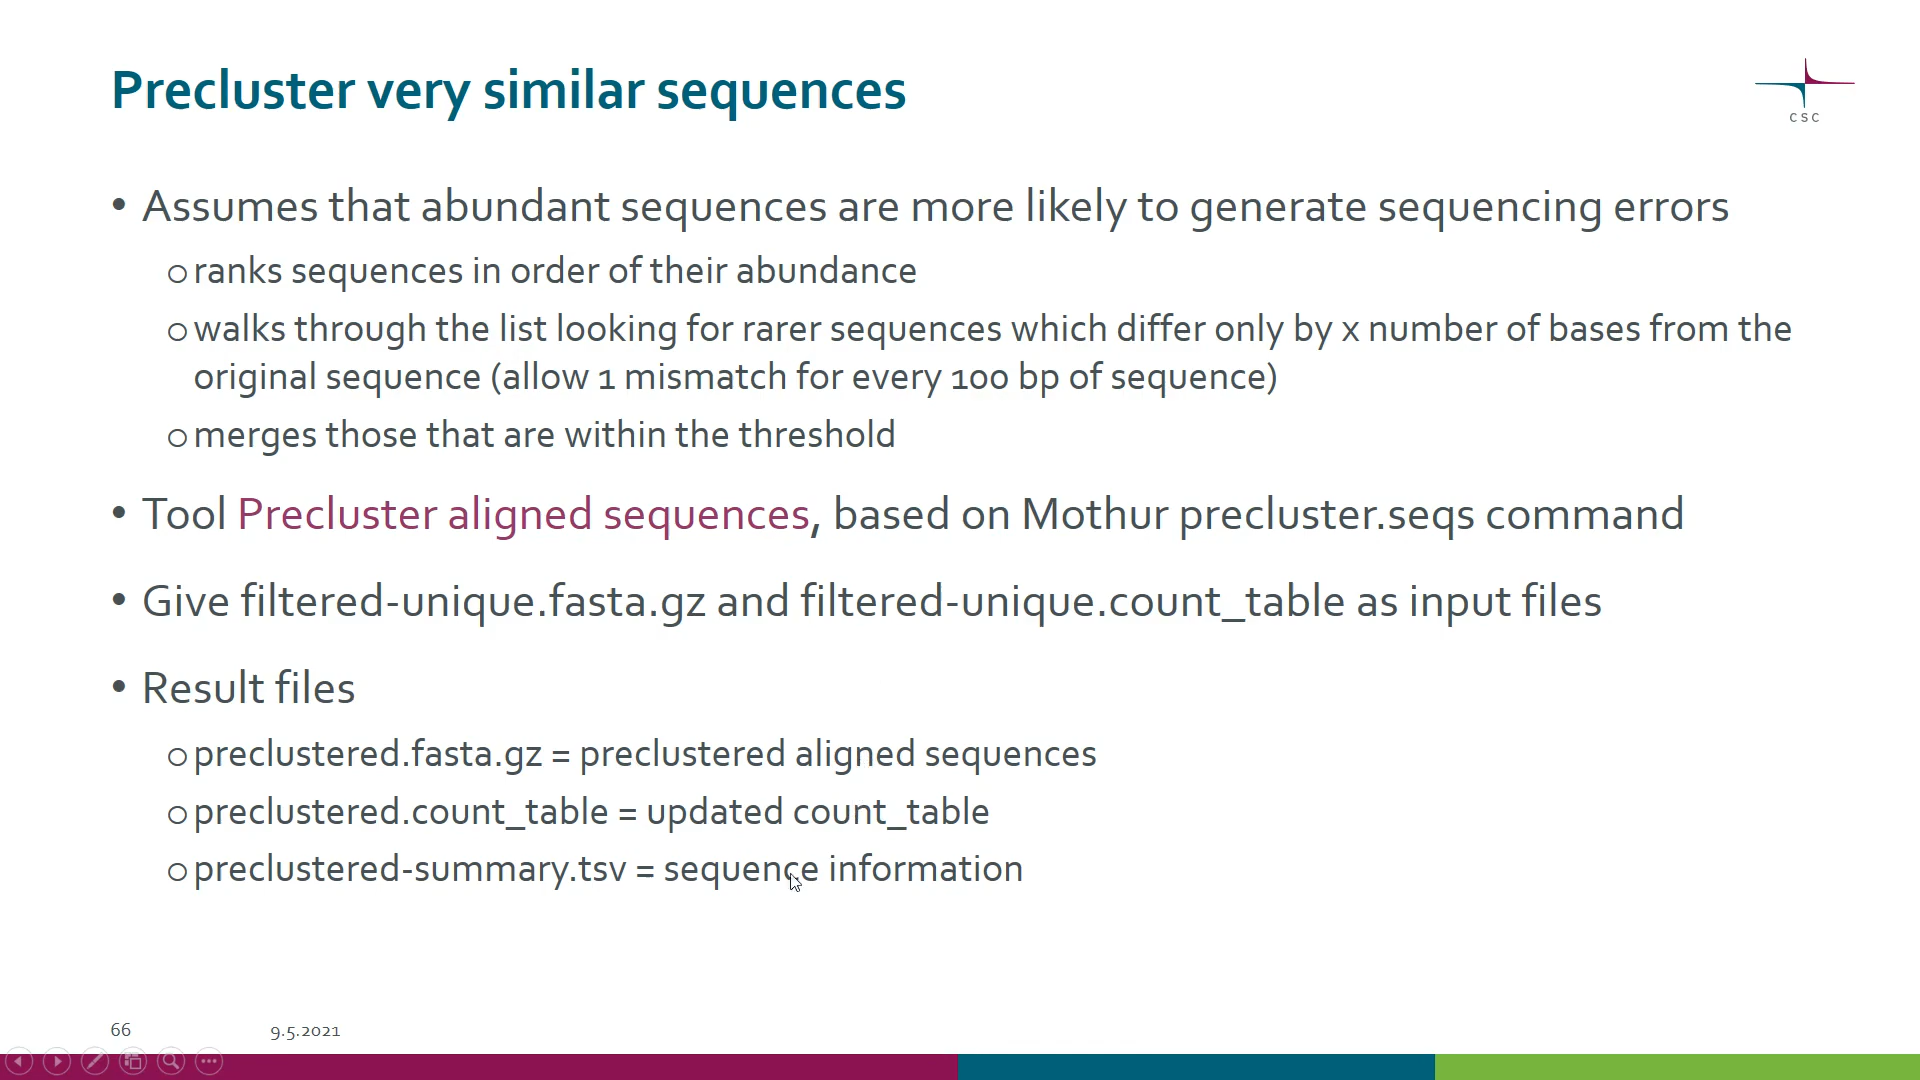 Precluster very similar sequences
CSC
• Assumes that abundant sequences are more likely to generate sequencing errors
o ranks sequences in order of their abundance
o walks through the list looking for rarer sequences which differ only by x number of bases from the
original sequence (allow 1 mismatch for every 100 bp of sequence)
o merges those that are within the threshold
• Tool Precluster aligned sequences, based on Mothur precluster.seqs command
• Give filtered-unique.fasta.gz and filtered-unique.count_table as input files
• Result files
o preclustered.fasta.gz = preclustered aligned sequences
o preclustered.count_table = updated count_table
o preclustered-summary.tsv = sequence information
66 9.5.2021